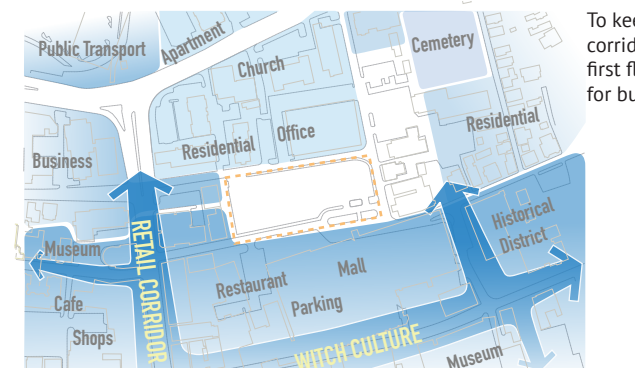 To kee
corrid
first fl
for bu
Public Transport
Apartment
Church
Cemetery
Business
Residential
Office
Residential
Museum
RETAIL CORRIDOR
Historical
District
Restaurant
Mall
Parking
Cafe
Shops
WITCH CULTURE
Museum